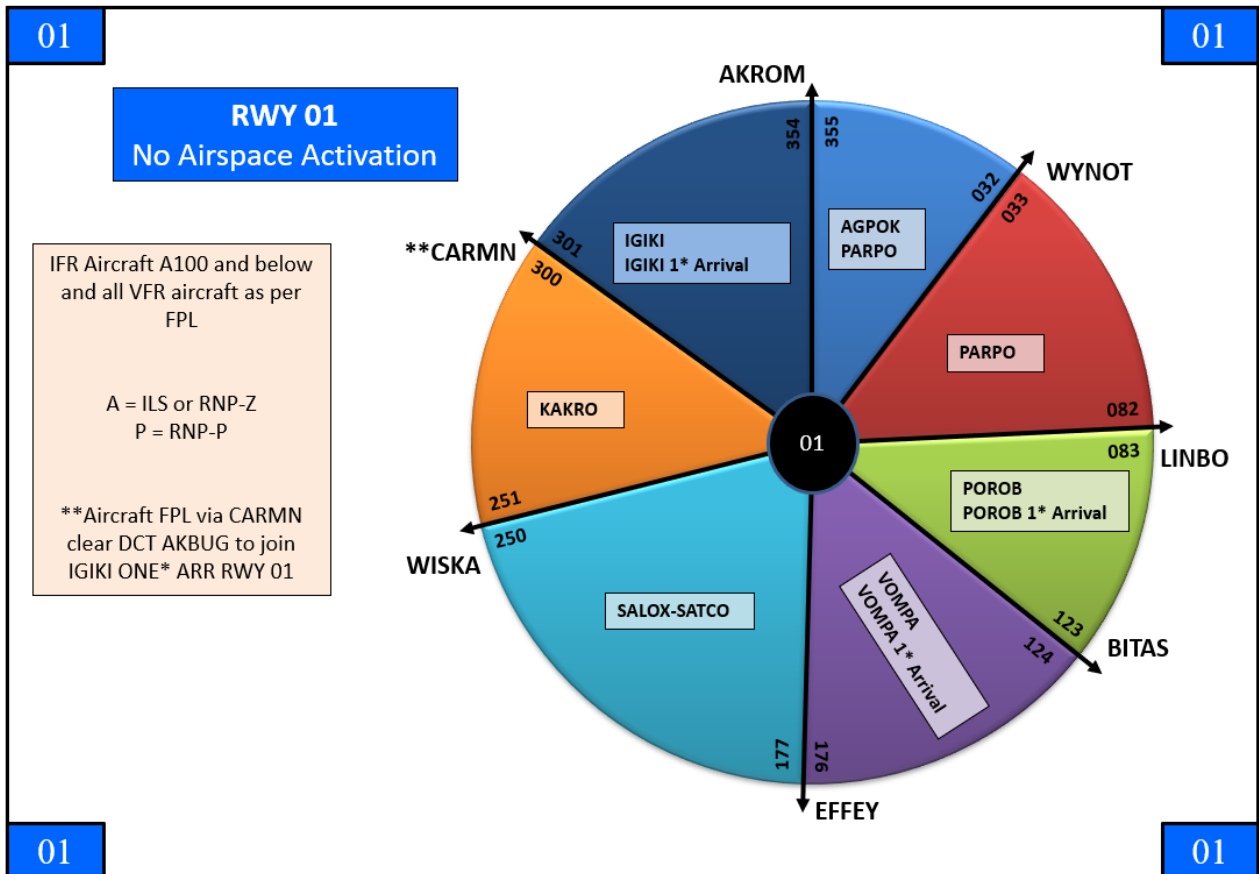 01
01
RWY 01
No Airspace Activation
IFR Aircraft A100 and below
and all VFR aircraft as per
FPL
A = ILS or RNP-Z
P = RNP-P
**Aircraft FPL via CARMN
clear DCT AKBUG to join
IGIKI ONE* ARR RWY 01
AKROM
354
355
032
WYNOT
033
**CARMN
301
300
IGIKI
IGIKI 1* Arrival
AGPOK
PARPO
PARPO
082
LINBO
083
KAKRO
01
POROB
POROB 1* Arrival
251
WISKA
250
SALOX-SATCO
VOMPA
VOMPA 1* Arrival
123
BITAS
124
177
176
EFFEY
01
01